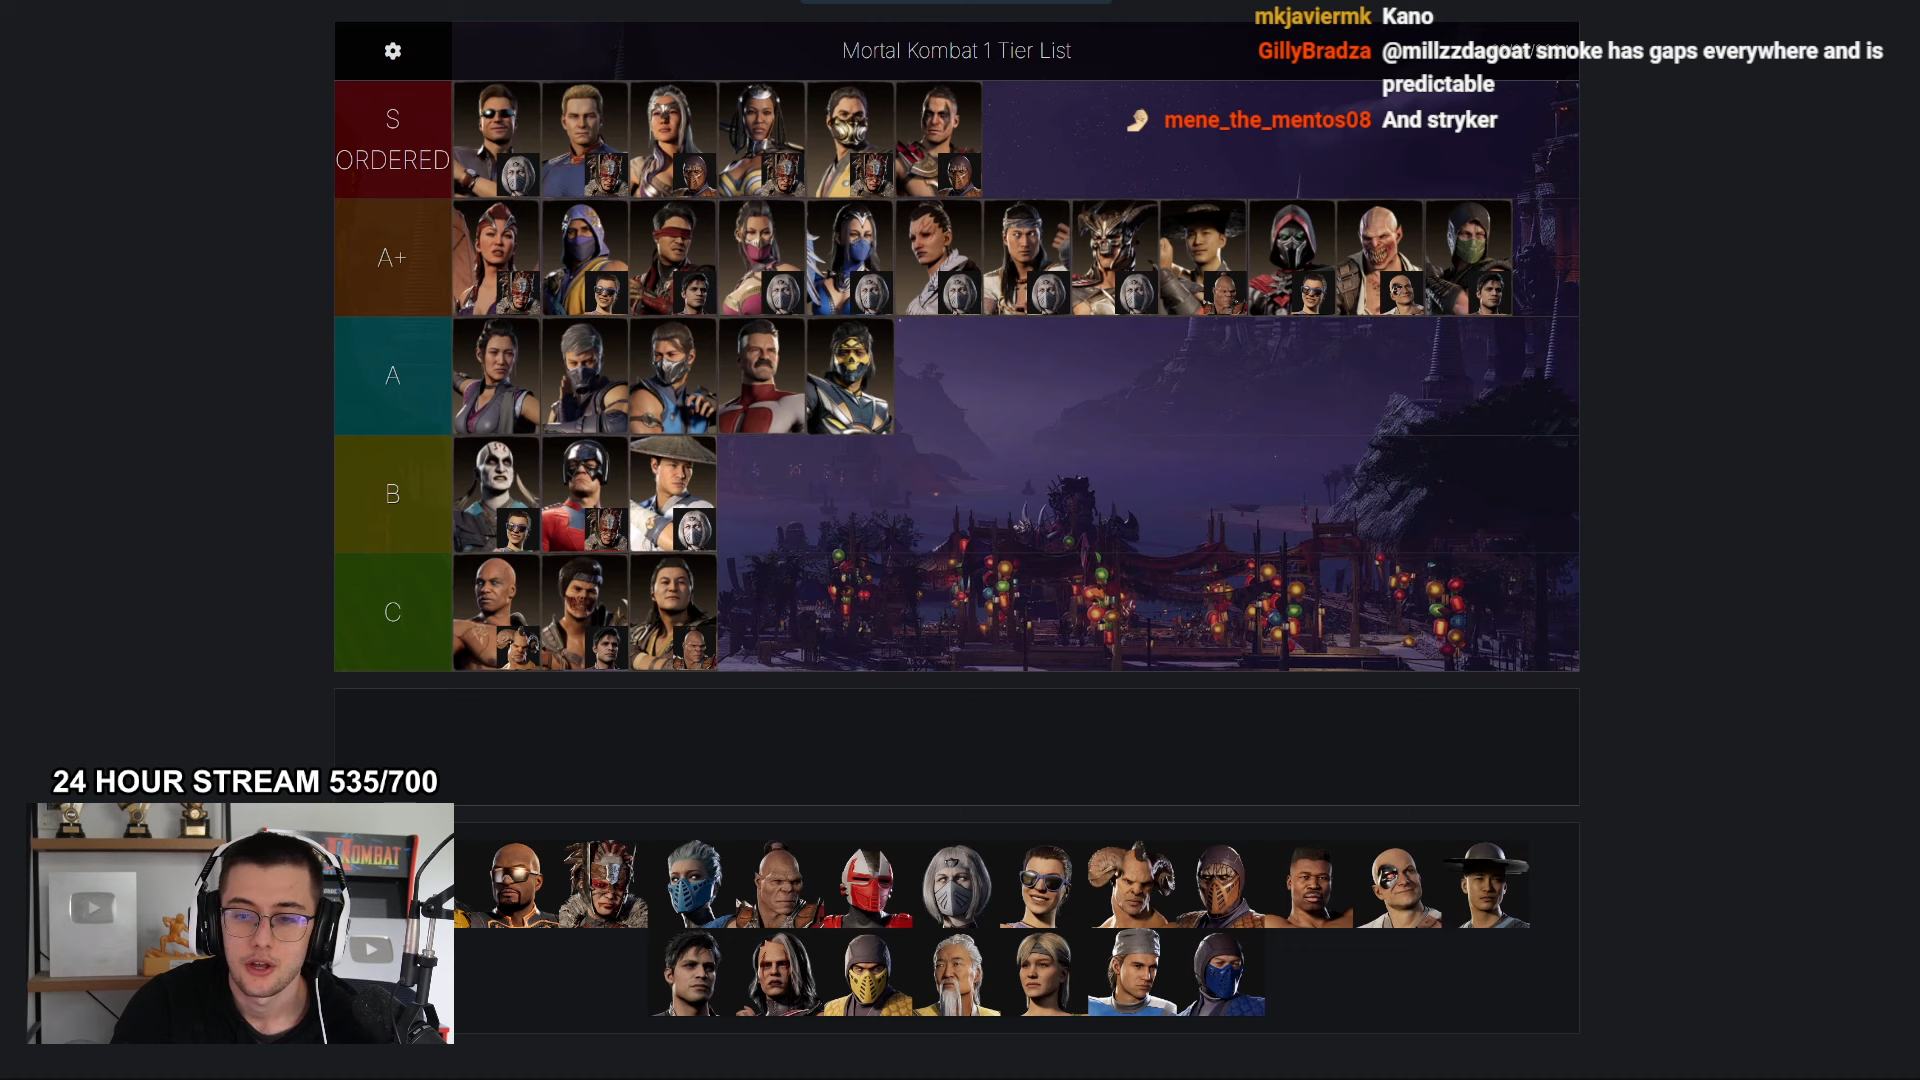 mkjaviermk Kano
Mortal Kombat 1 Tier List
GillyBradza @millzzdagoat smoke has gaps everywhere and is
predictable
mene_the_mentos08 And stryker
S
ORDERED
A+
A
B
C
24 HOUR STREAM 535/700
KOMBAT